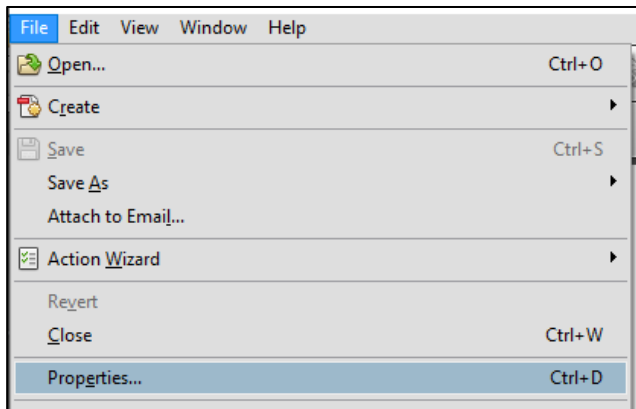 File Edit View Window Help
Open... Ctrl+O
Create
Save Ctrl+S
Save As
Attach to Email...
Action Wizard
Revert
Close Ctrl+W
Properties... Ctrl+D